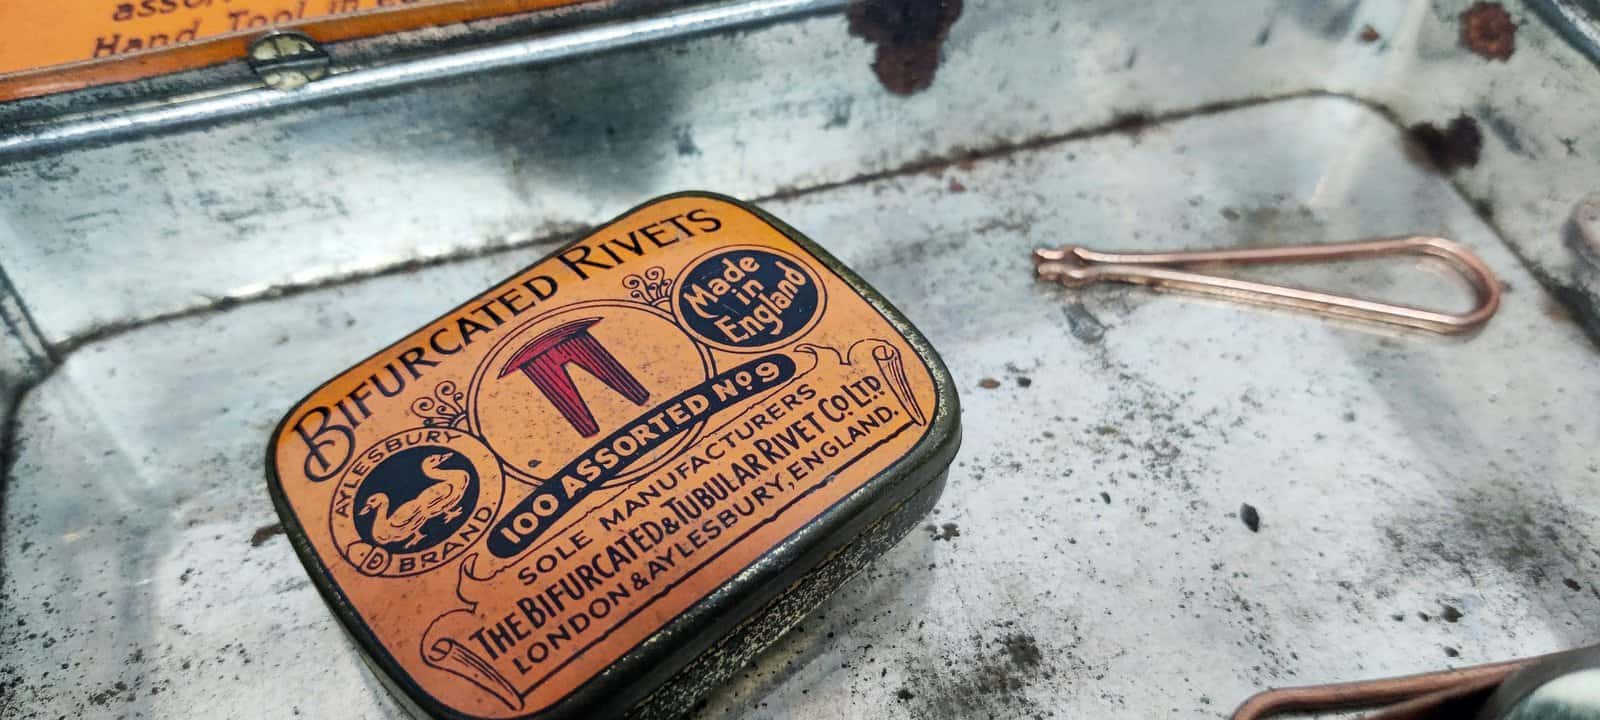 assor
Hand Tool in
BIFURCATED RIVETS
Made
in
England
AYLESBURY
BRAND
100 ASSORTED No 9
SOLE MANUFACTURERS
THE BIFURCATED & TUBULAR RIVET Co. LTD
LONDON & AYLESBURY, ENGLAND.